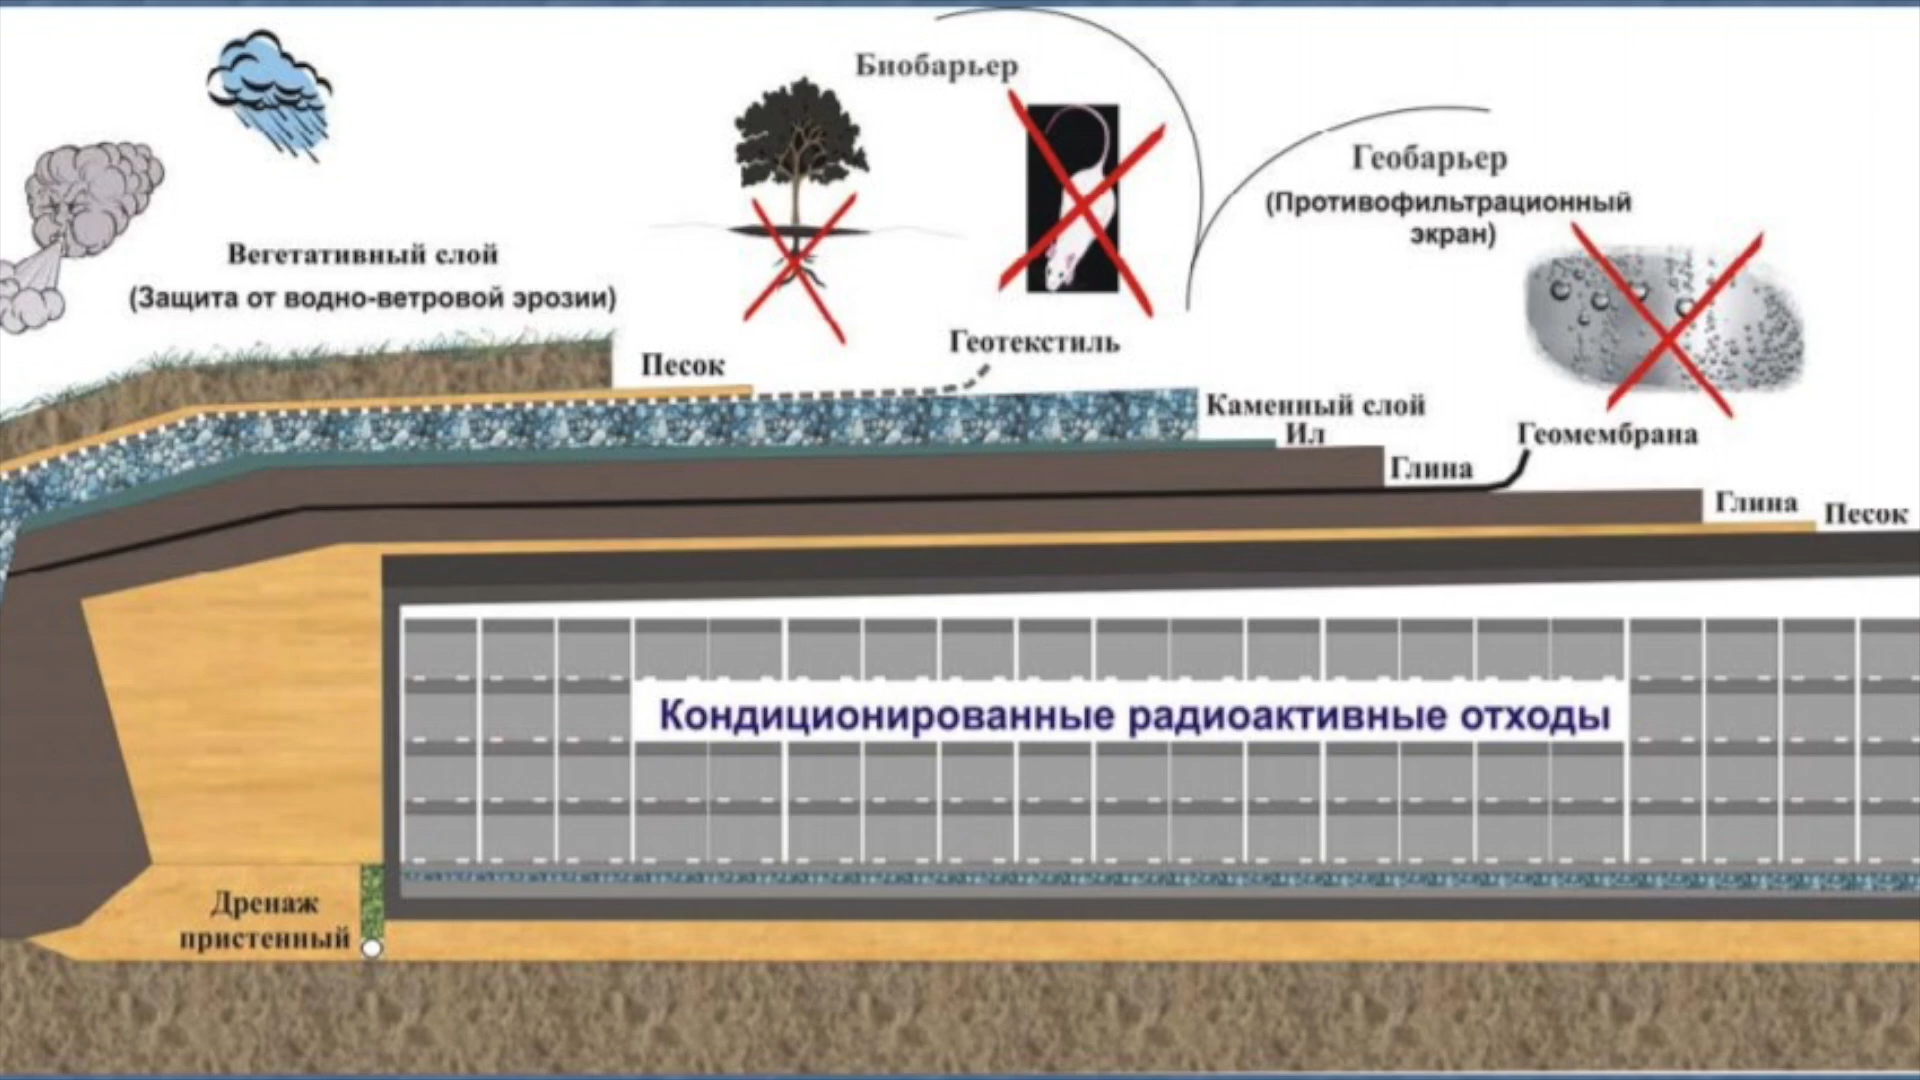 Биобарьер
Геобарьер
(Противофильтрационный
экран)
Вегетативный слой
(Защита от водно-ветровой эрозии)
Геотекстиль
Песок
Каменный слой
Ил
Геомембрана
Глина
Глина
Песок
Кондиционированные радиоактивные отходы
Дренаж
пристенный